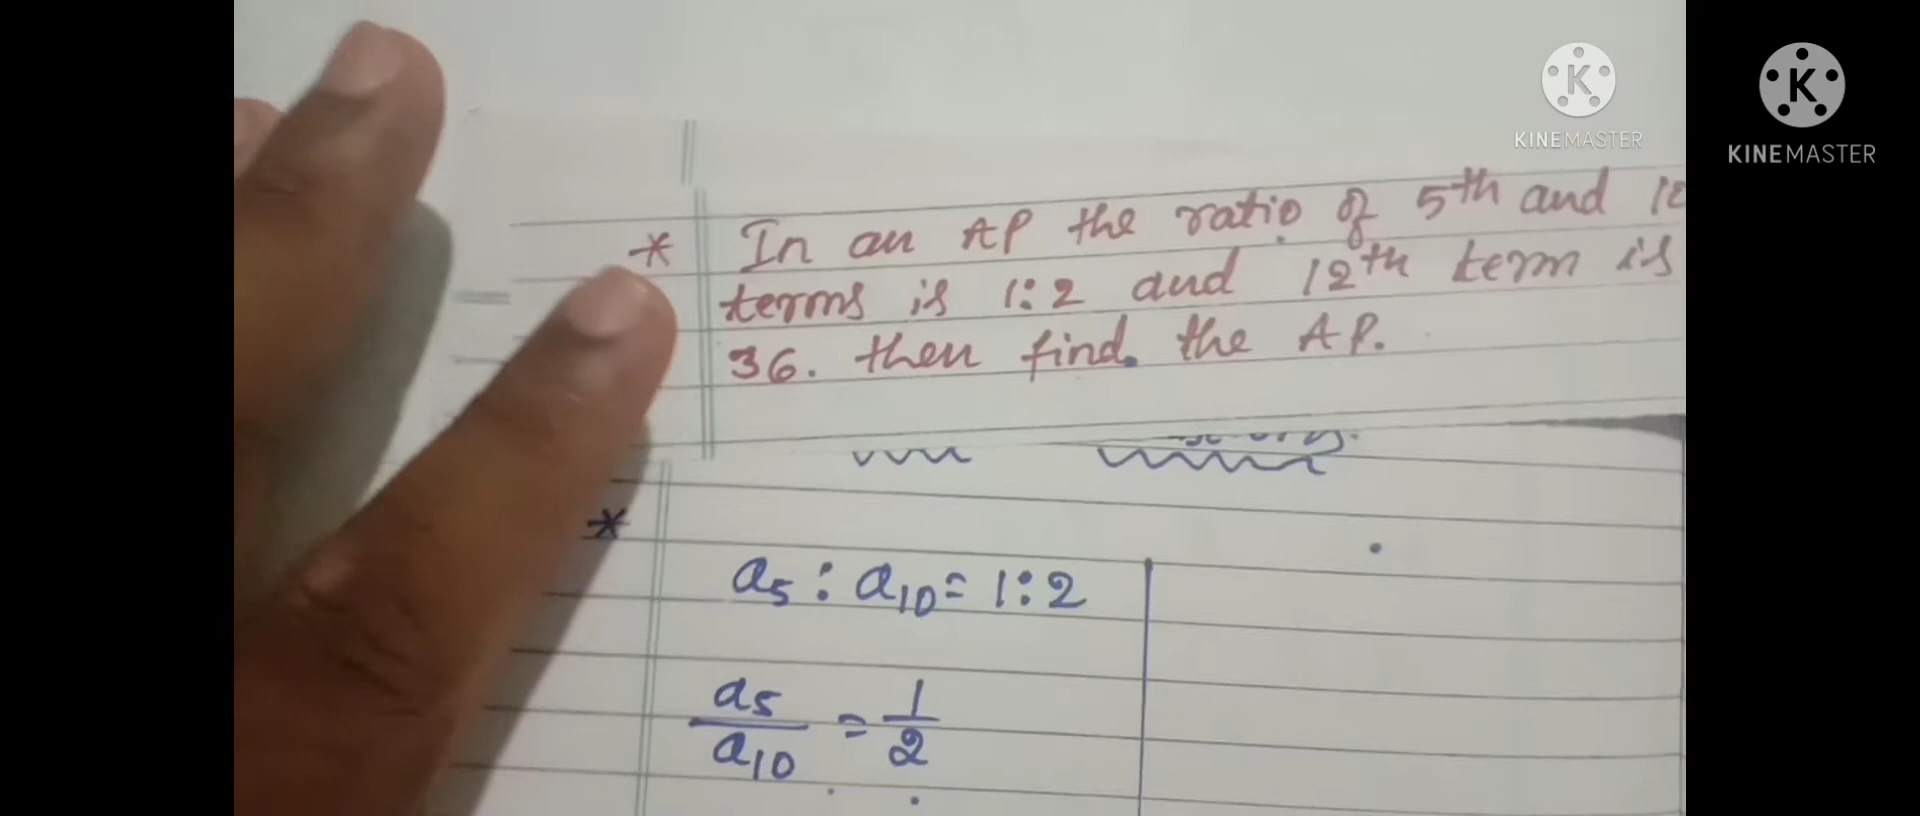 KINEMASTER
KINEMASTER
* In an AP the ratio of 5th and
terms is 1:2 and 12th term is
36. then find the AP.
*
a5 : a10 = 1:2
a5/a10 = 1/2